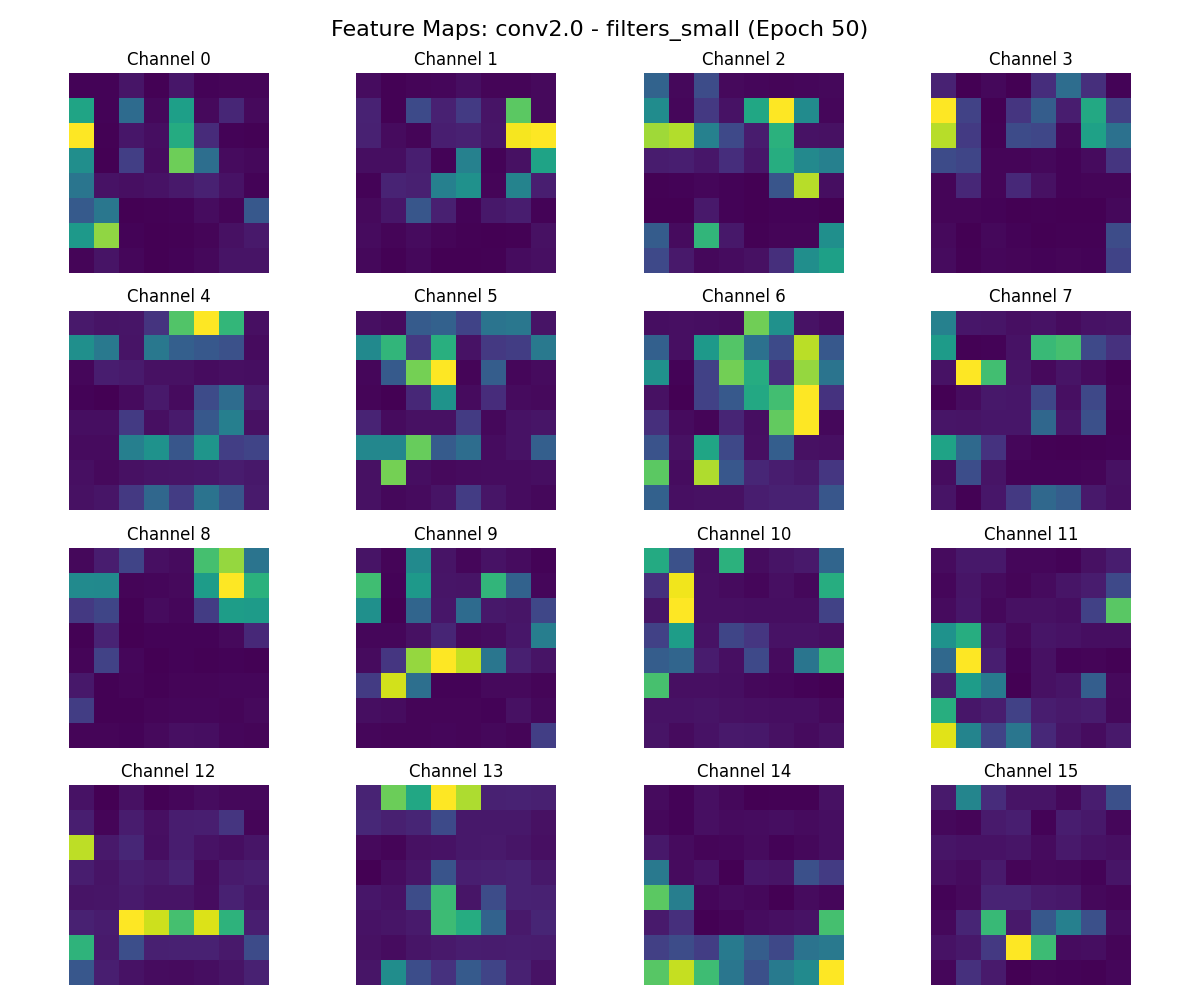 Feature Maps: conv2.0 - filters_small (Epoch 50)
Channel 0
Channel 1
Channel 2
Channel 3
Channel 4
Channel 5
Channel 6
Channel 7
Channel 8
Channel 9
Channel 10
Channel 11
Channel 12
Channel 13
Channel 14
Channel 15